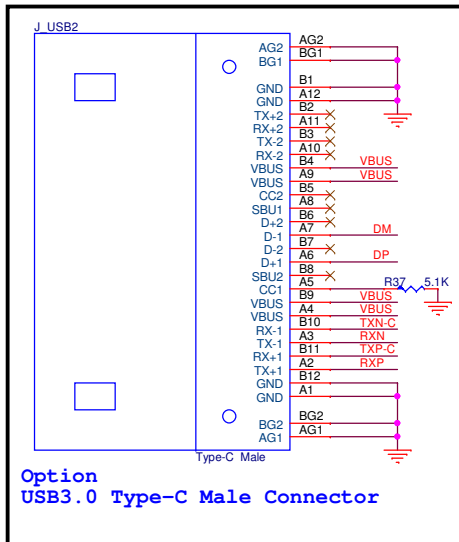 J_USB2
AG2 AG2
BG1 BG1
GND B1
GND A12
TX+2 B2
RX+2 A11
TX-2 B3
RX-2 A10
VBUS B4 VBUS
VBUS A9 VBUS
CC2 B5
SBU1 A8
D+2 B6
D-1 A7 DM
D-2 B7
D+1 A6 DP
SBU2 B8
CC1 A5 R37 5.1K
VBUS B9 VBUS
VBUS A4 VBUS
RX-1 B10 TXN-C
TX-1 A3 RXN
RX+1 B11 TXP-C
TX+1 A2 RXP
GND B12
GND A1
BG2 BG2
AG1 AG1
Type-C Male
Option
USB3.0 Type-C Male Connector